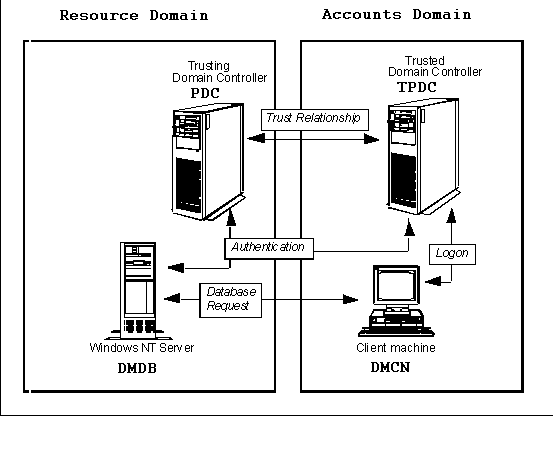 Resource Domain
Accounts Domain
Trusting
Domain Controller
PDC
Trusted
Domain Controller
TPDC
Trust Relationship
Authentication
Logon
Database
Request
Windows NT Server
DMDB
Client machine
DMCN